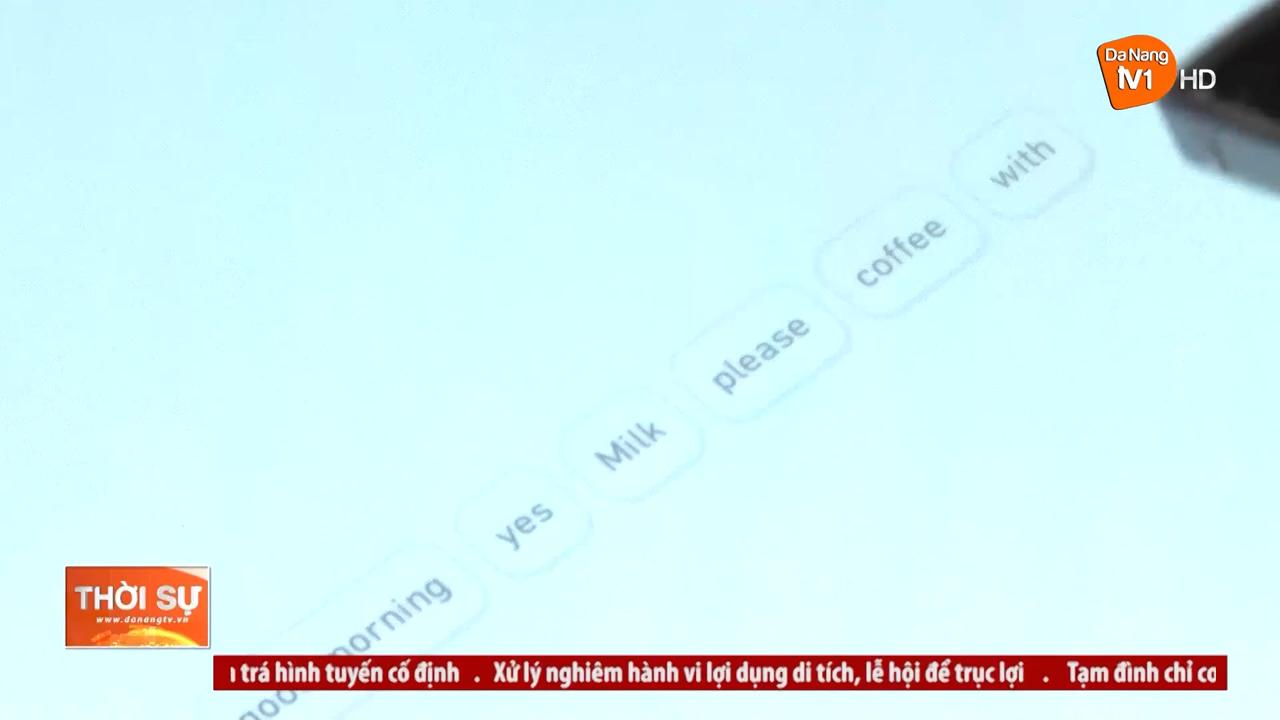 Da Nang
TV1 HD
with
coffee
please
Milk
yes
morning
THỜI SỰ
www.danangtv.vn
trá hình tuyến cố định . Xử lý nghiêm hành vi lợi dụng di tích, lễ hội để trục lợi . Tạm đình chỉ